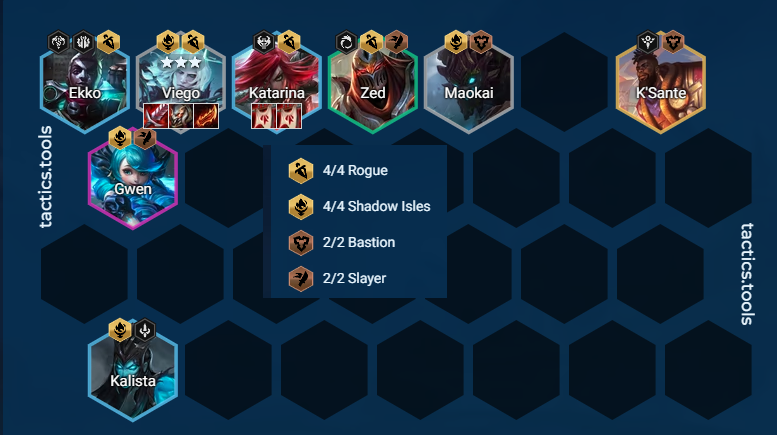 Ekko
Viego
Katarina
Zed
Maokai
K'Sante
tactics.tools
Gwen
4/4 Rogue
4/4 Shadow Isles
2/2 Bastion
2/2 Slayer
tactics.tools
Kalista